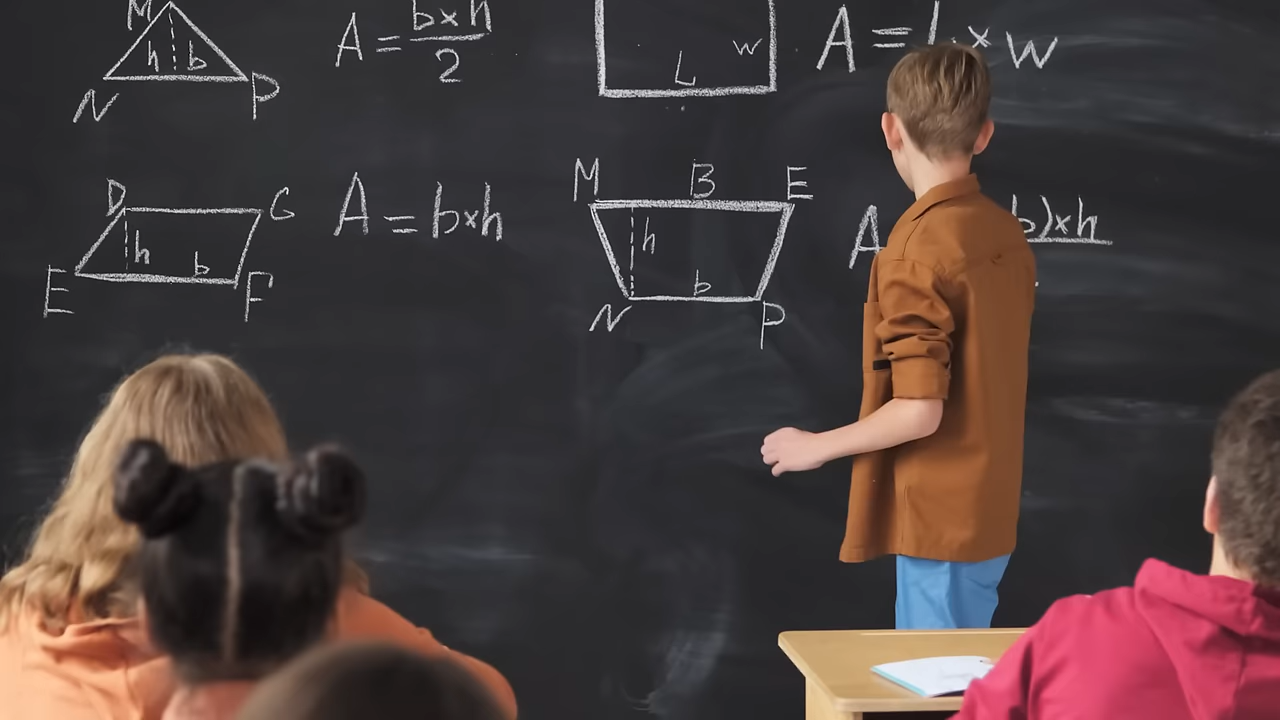 M
h b
N P
A = b×h
2
w
L
A = L × w
D G
h
b
E F
A = b×h
M B E
h
b
N P
A
b)×h